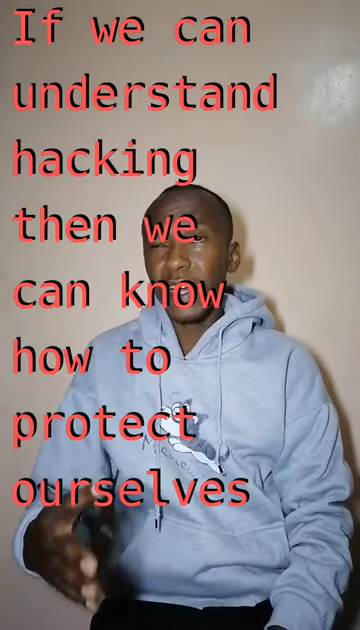 If we can
understand
hacking
then we
can know
how to
protect
ourselves